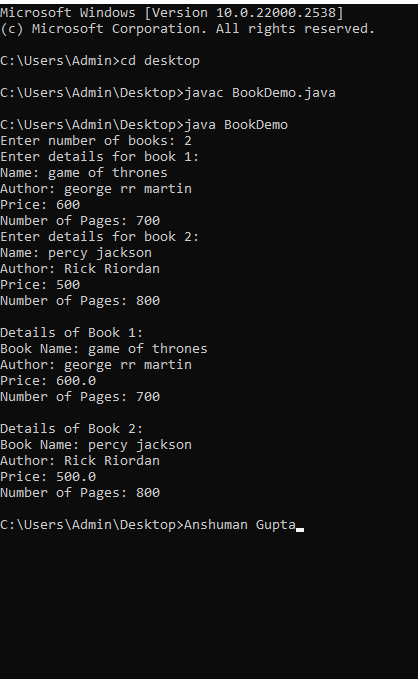 Microsoft Windows [Version 10.0.22000.2538]
(c) Microsoft Corporation. All rights reserved.
C:\Users\Admin>cd desktop
C:\Users\Admin\Desktop>javac BookDemo.java
C:\Users\Admin\Desktop>java BookDemo
Enter number of books: 2
Enter details for book 1:
Name: game of thrones
Author: george rr martin
Price: 600
Number of Pages: 700
Enter details for book 2:
Name: percy jackson
Author: Rick Riordan
Price: 500
Number of Pages: 800
Details of Book 1:
Book Name: game of thrones
Author: george rr martin
Price: 600.0
Number of Pages: 700
Details of Book 2:
Book Name: percy jackson
Author: Rick Riordan
Price: 500.0
Number of Pages: 800
C:\Users\Admin\Desktop>Anshuman Gupta